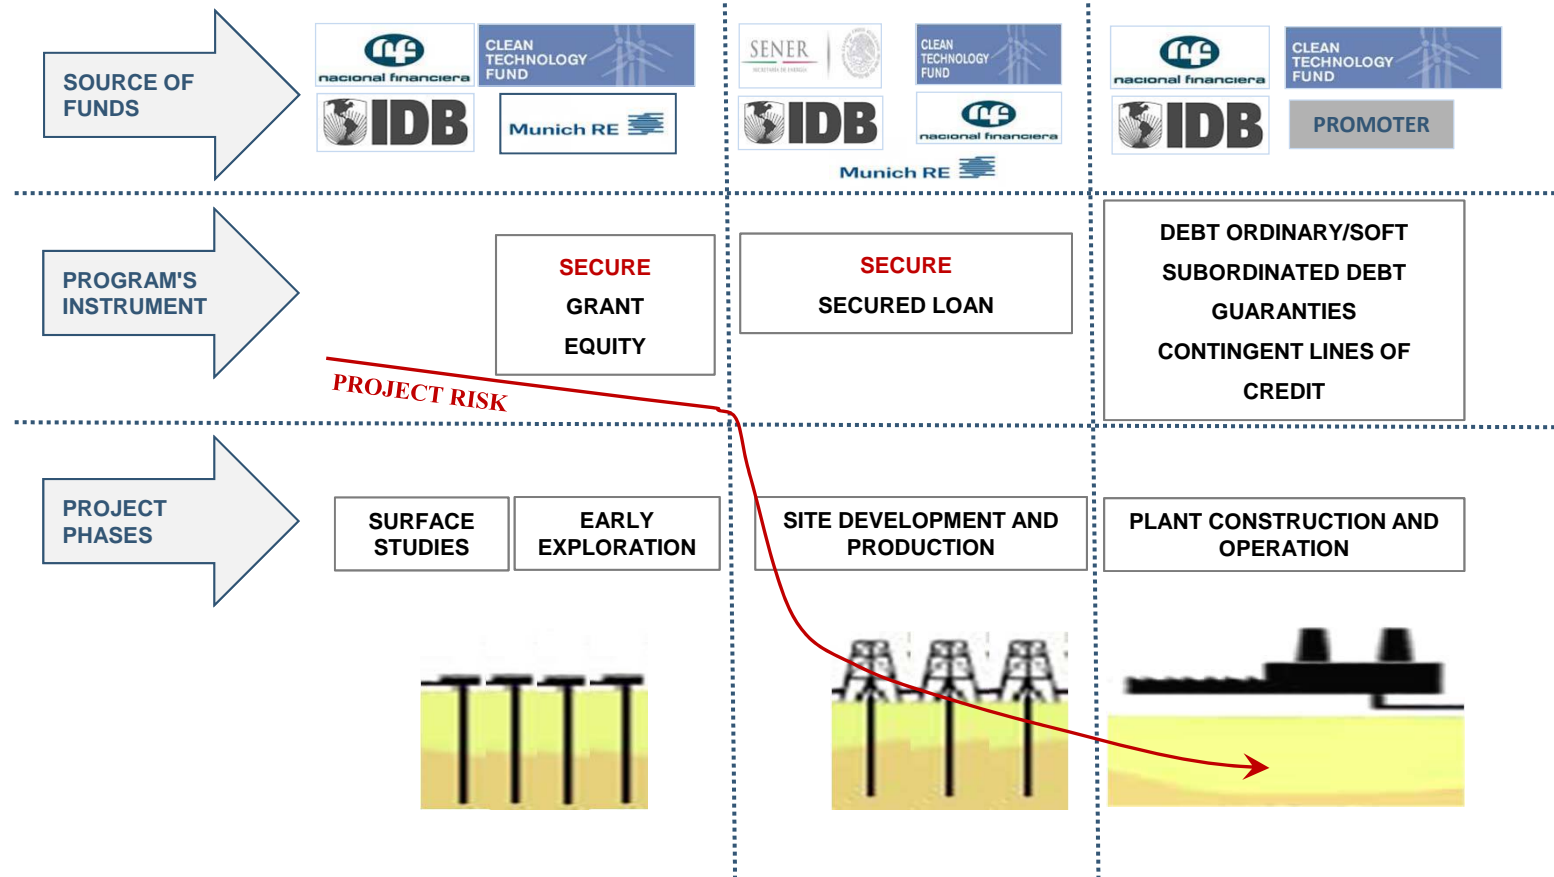 SOURCE OF
FUNDS
nacional financiera
CLEAN
TECHNOLOGY
FUND
IDB
Munich RE
SENER
SECRETARÍA DE ENERGÍA
CLEAN
TECHNOLOGY
FUND
IDB
nacional financiera
Munich RE
nacional financiera
CLEAN
TECHNOLOGY
FUND
IDB
PROMOTER
PROGRAM'S
INSTRUMENT
SECURE
GRANT
EQUITY
SECURE
SECURED LOAN
DEBT ORDINARY/SOFT
SUBORDINATED DEBT
GUARANTIES
CONTINGENT LINES OF
CREDIT
PROJECT RISK
PROJECT
PHASES
SURFACE
STUDIES
EARLY
EXPLORATION
SITE DEVELOPMENT AND
PRODUCTION
PLANT CONSTRUCTION AND
OPERATION